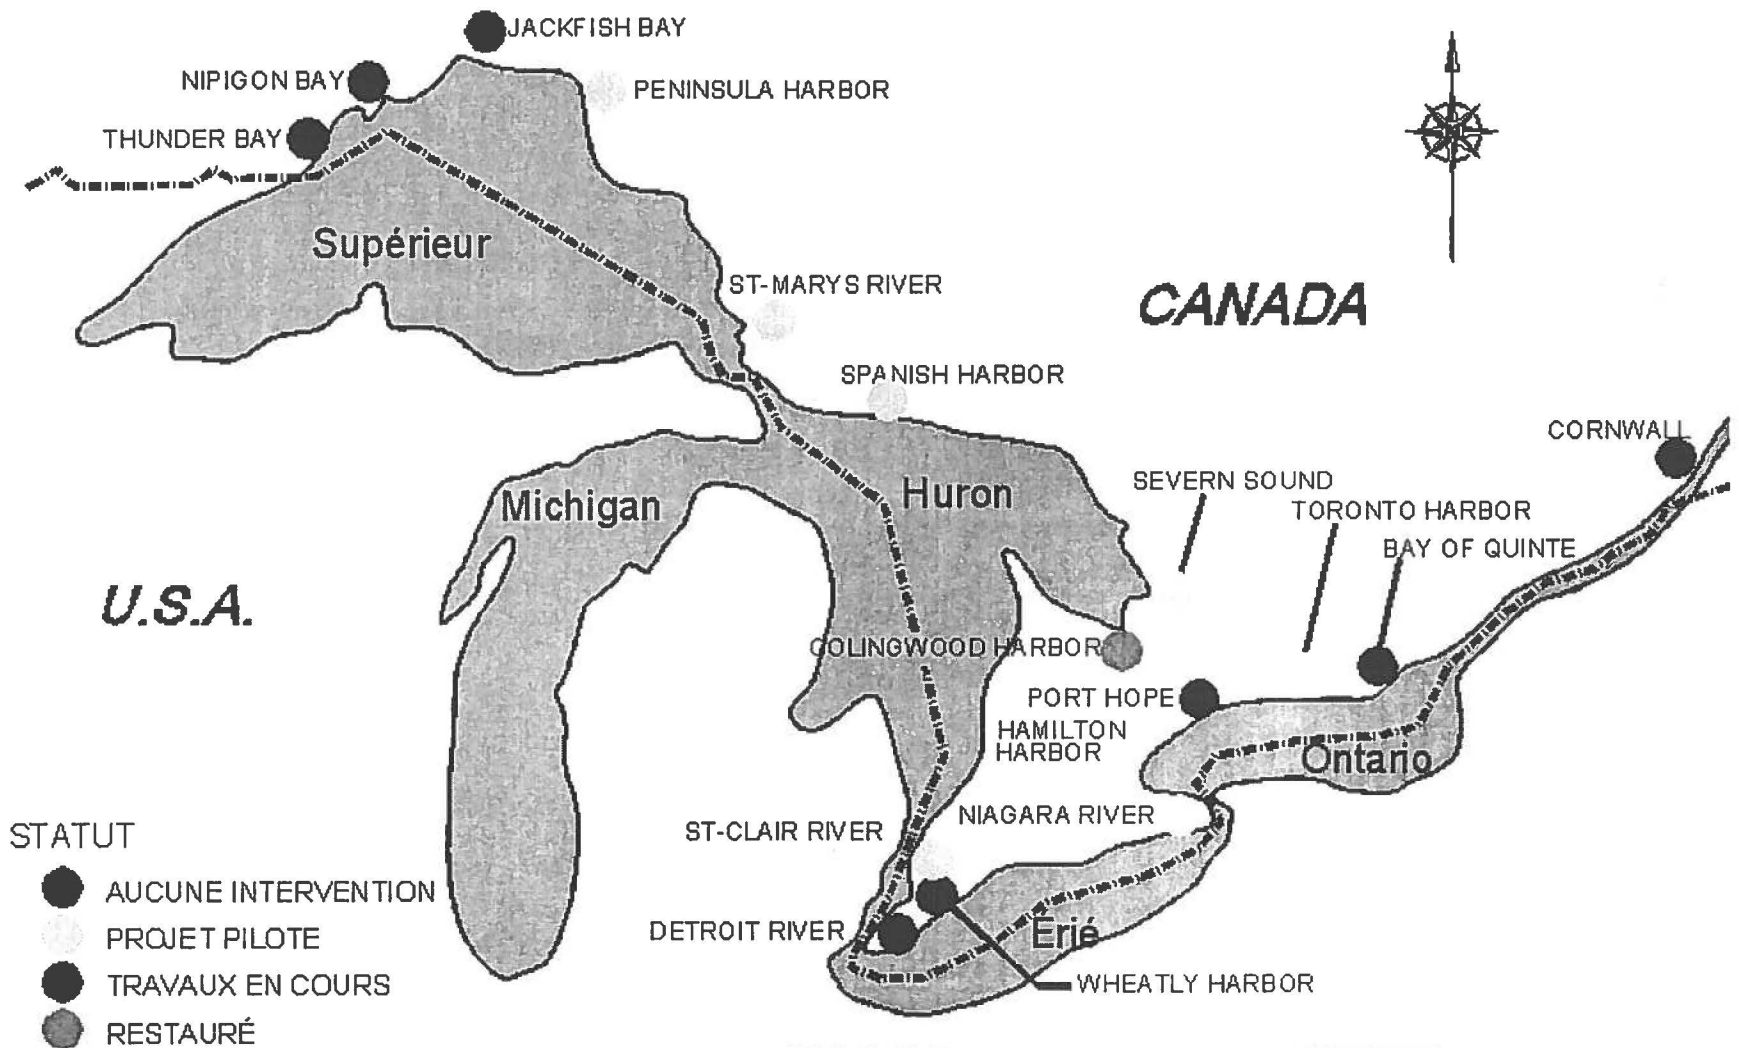 JACKFISH BAY
NIPIGON BAY
PENINSULA HARBOR
THUNDER BAY
Supérieur
ST-MARYS RIVER
CANADA
SPANISH HARBOR
CORNWALL
SEVERN SOUND
Michigan
Huron
TORONTO HARBOR
BAY OF QUINTE
U.S.A.
COLINGWOOD HARBOR
PORT HOPE
HAMILTON
HARBOR
Ontario
NIAGARA RIVER
ST-CLAIR RIVER
STATUT
AUCUNE INTERVENTION
DETROIT RIVER
Erié
PROJET PILOTE
TRAVAUX EN COURS
WHEATLY HARBOR
RESTAURÉ